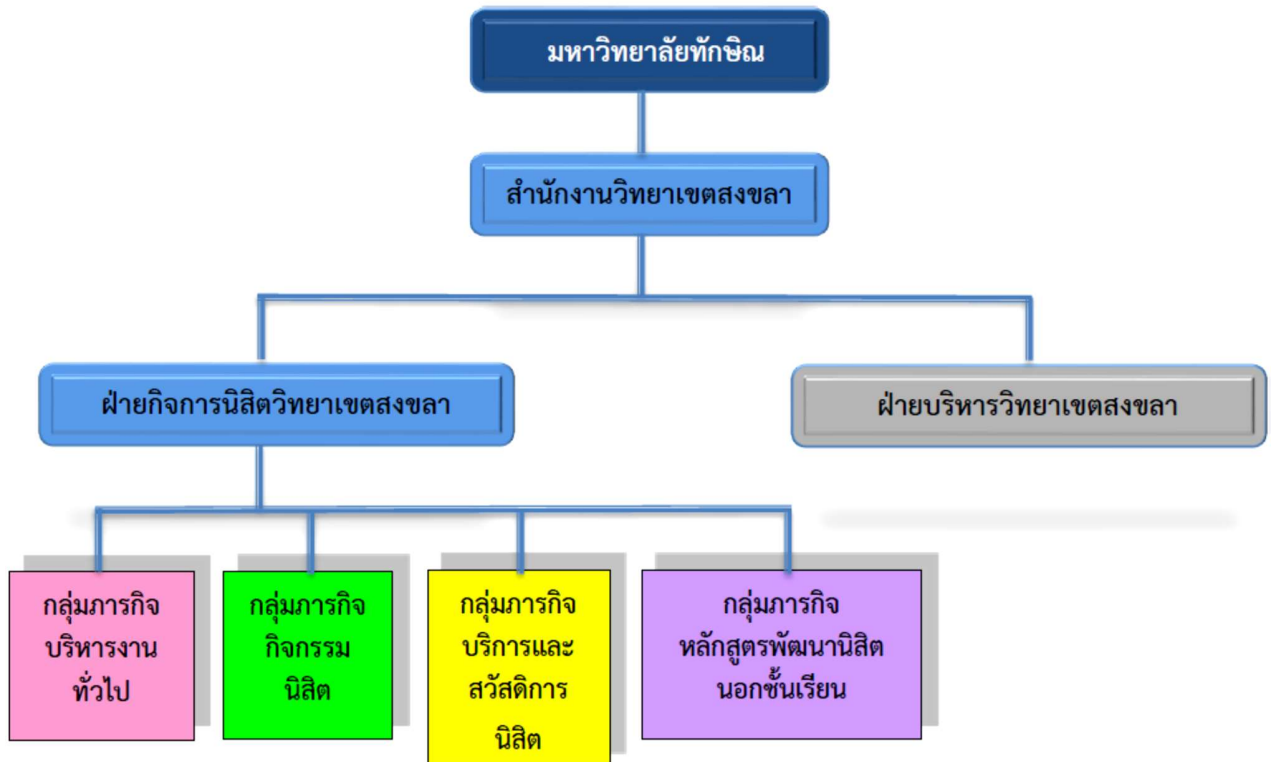 มหาวิทยาลัยทักษิณ
สำนักงานวิทยาเขตสงขลา
ฝ่ายกิจการนิสิตวิทยาเขตสงขลา
ฝ่ายบริหารวิทยาเขตสงขลา
กลุ่มภารกิจ
บริหารงาน
ทั่วไป
กลุ่มภารกิจ
กิจกรรม
นิสิต
กลุ่มภารกิจ
บริการและ
สวัสดิการ
นิสิต
กลุ่มภารกิจ
หลักสูตรพัฒนานิสิต
นอกชั้นเรียน